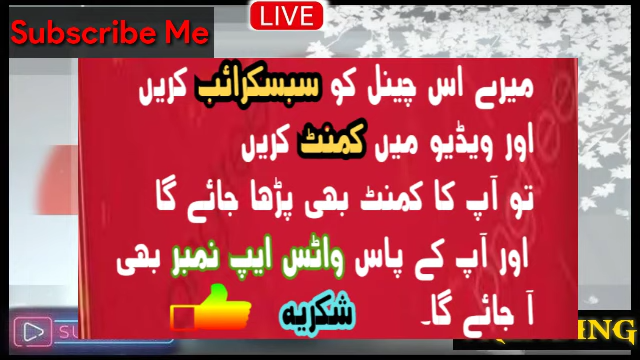 LIVE
Subscribe Me
میرے اس چینل کو سبسکرائب کریں
اور ویڈیو میں کمنٹ کریں
تو آپ کا کمنٹ بھی پڑھا جائے گا
اور آپ کے پاس واٹس ایپ نمبر بھی
آ جائے گا۔ شکریہ